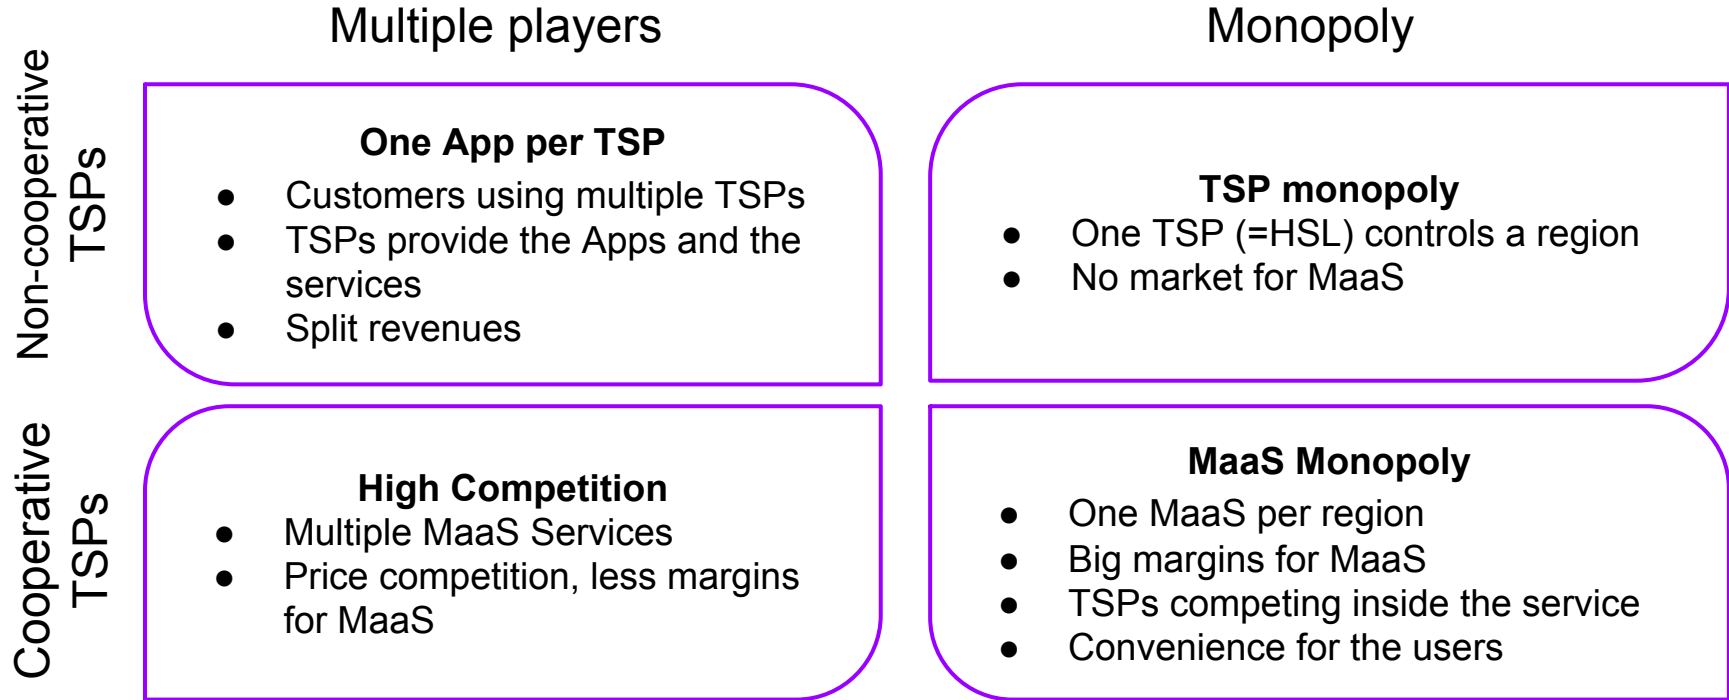 Multiple players
Monopoly
Non-cooperative
TSPs
One App per TSP
● Customers using multiple TSPs
● TSPs provide the Apps and the
services
● Split revenues
TSP monopoly
● One TSP (=HSL) controls a region
● No market for MaaS
Cooperative
TSPs
High Competition
● Multiple MaaS Services
● Price competition, less margins
for MaaS
MaaS Monopoly
● One MaaS per region
● Big margins for MaaS
● TSPs competing inside the service
● Convenience for the users